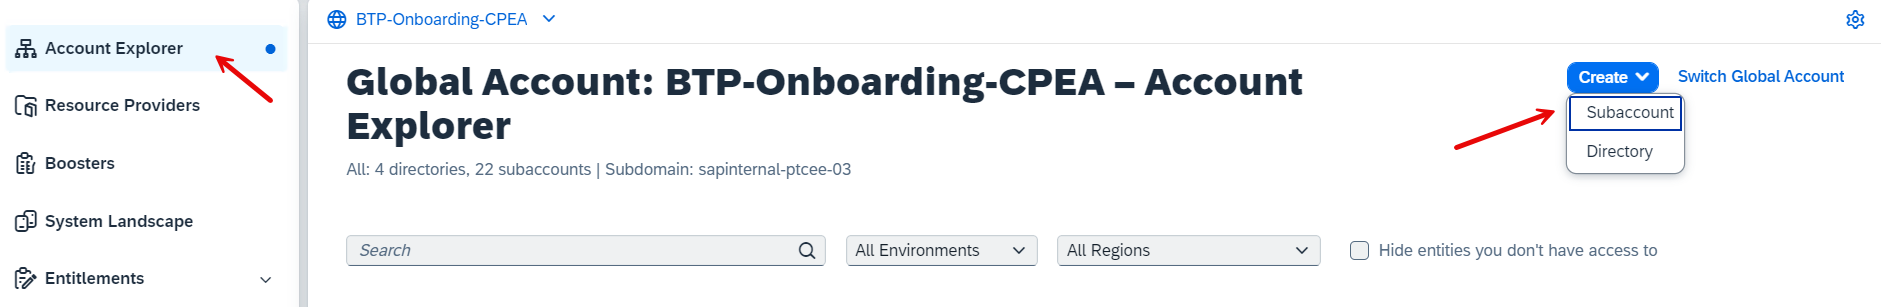 Account Explorer
Resource Providers
Boosters
System Landscape
Entitlements
BTP-Onboarding-CPEA
Global Account: BTP-Onboarding-CPEA – Account
Explorer
All: 4 directories, 22 subaccounts | Subdomain: sapinternal-ptcee-03
Create
Switch Global Account
Subaccount
Directory
Search
All Environments
All Regions
Hide entities you don't have access to